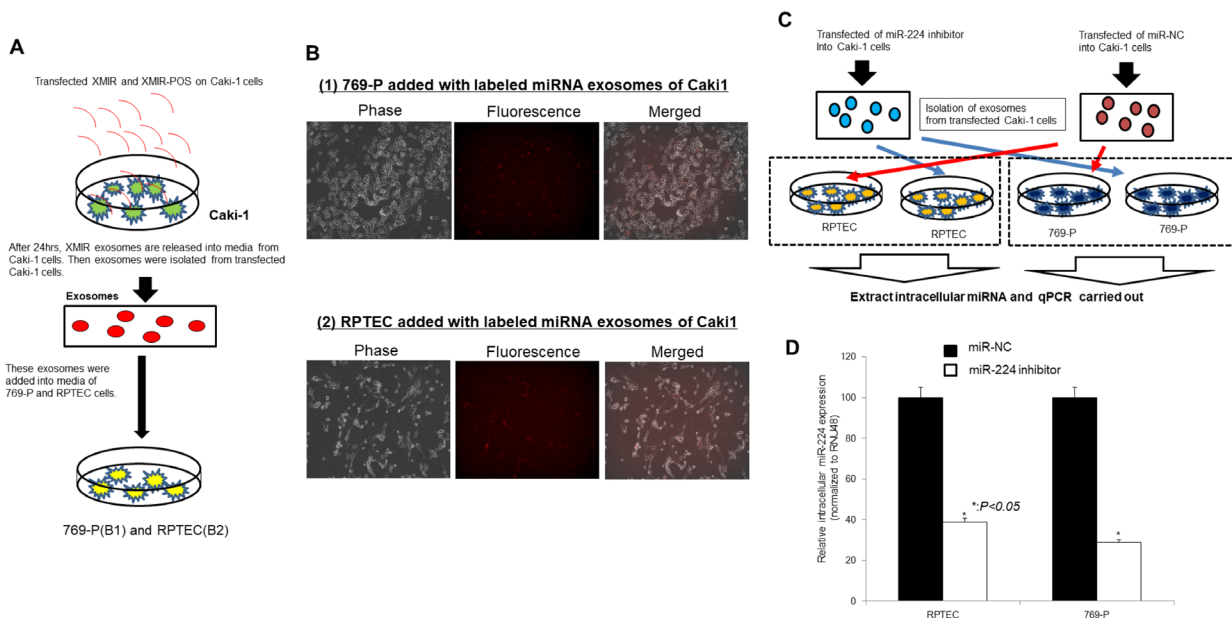 A
Transfected XMIR and XMIR-POS on Caki-1 cells
Caki-1
After 24hrs, XMIR exosomes are released into media from
Caki-1 cells. Then exosomes were isolated from transfected
Caki-1 cells.
Exosomes
These exosomes were
added into media of
769-P and RPTEC cells.
769-P(B1) and RPTEC(B2)
B
(1) 769-P added with labeled miRNA exosomes of Caki1
Phase Fluorescence Merged
(2) RPTEC added with labeled miRNA exosomes of Caki1
Phase Fluorescence Merged
C
Transfected of miR-224 inhibitor
Into Caki-1 cells
Transfected of miR-NC
into Caki-1 cells
Isolation of exosomes
from transfected Caki-1 cells
RPTEC
RPTEC
769-P
769-P
Extract intracellular miRNA and qPCR carried out
D
miR-NC
miR-224 inhibitor
Relative intracellular miR-224 expression
(normalized to RNU48)
120
100
80
60
40
20
0
* *:P<0.05
*
RPTEC 769-P